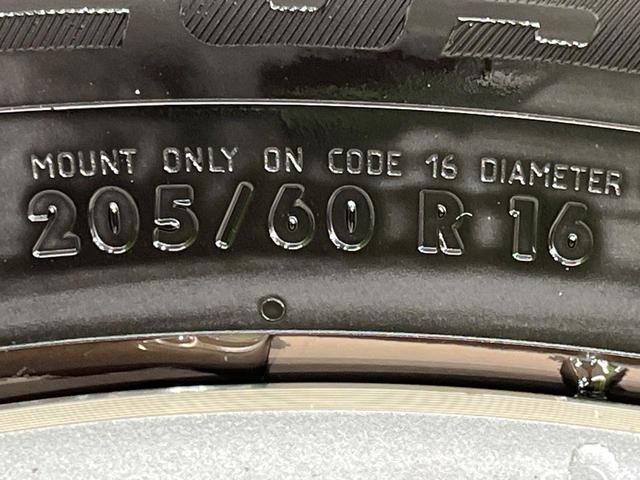 MOUNT ONLY ON CODE 16 DIAMETER
205/60 R 16